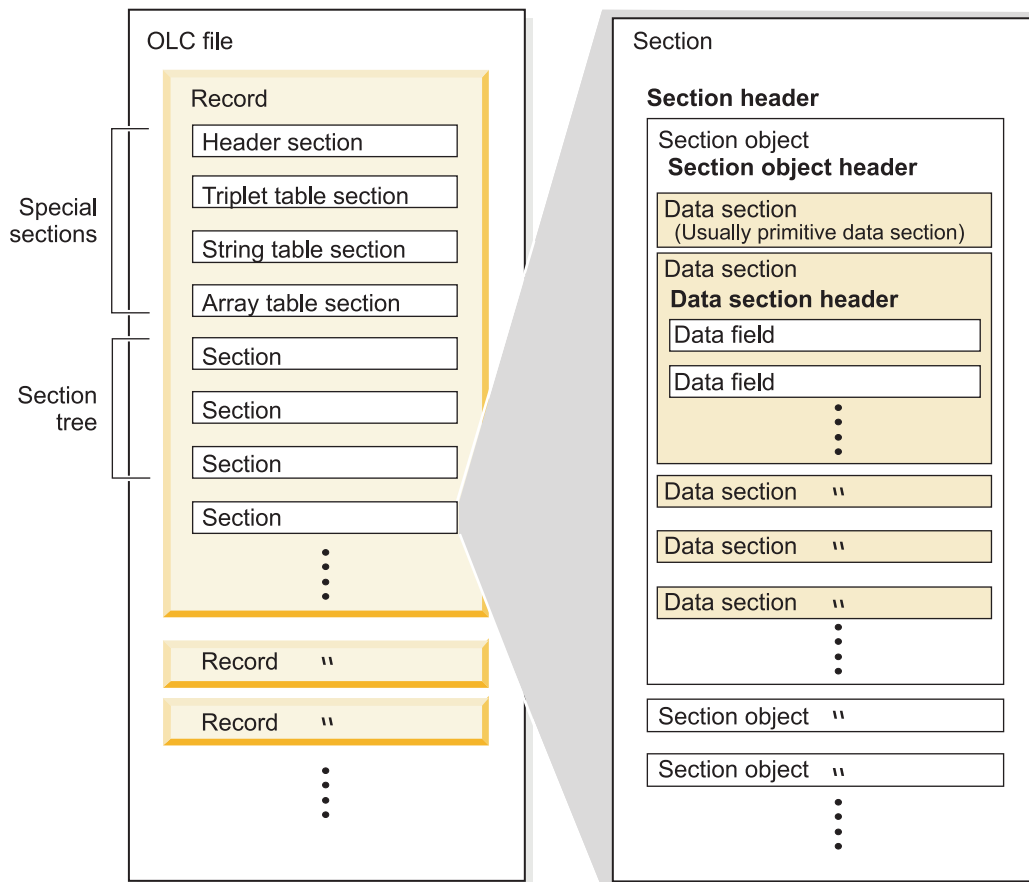 OLC file
Record
Special
sections
Header section
Triplet table section
String table section
Array table section
Section
tree
Section
Section
Section
Section
Record "
Record "
Section
Section header
Section object
Section object header
Data section
(Usually primitive data section)
Data section
Data section header
Data field
Data field
Data section "
Data section "
Data section "
Section object "
Section object "